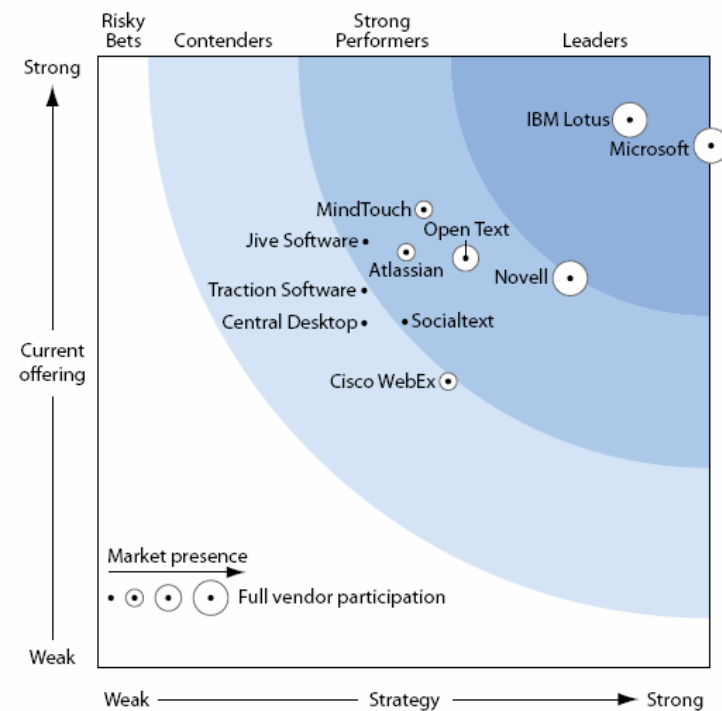 Risky
Bets
Contenders
Strong
Performers
Leaders
Strong
IBM Lotus
Microsoft
MindTouch
Open Text
Jive Software
Atlassian
Novell
Traction Software
Central Desktop
Socialtext
Current
offering
Cisco WebEx
Market presence
Full vendor participation
Weak
Weak
Strategy
Strong